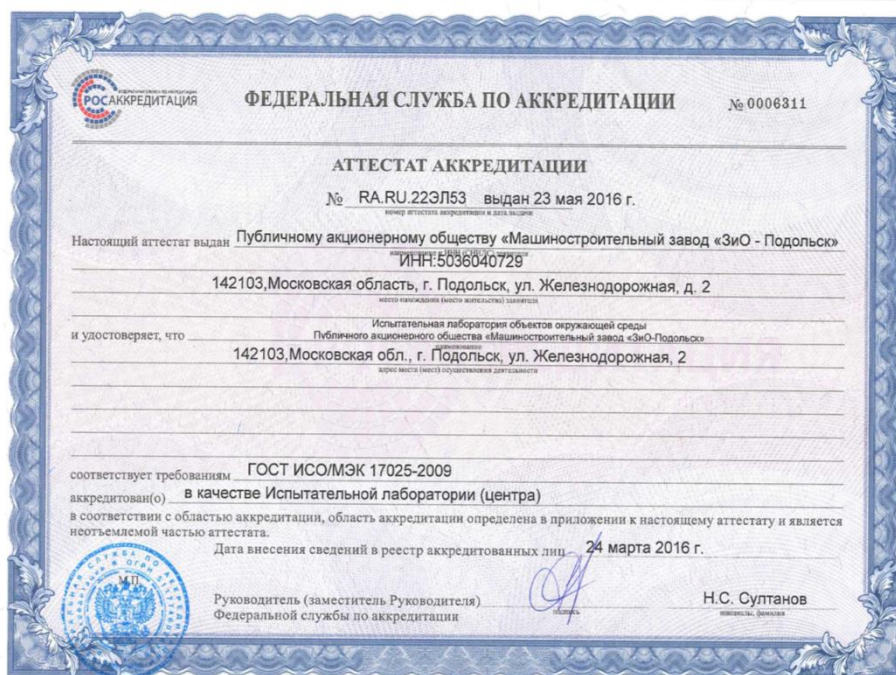 ФЕДЕРАЛЬНАЯ СЛУЖБА ПО АККРЕДИТАЦИИ
РОСАККРЕДИТАЦИЯ
ФЕДЕРАЛЬНАЯ СЛУЖБА ПО АККРЕДИТАЦИИ № 0006311
АТТЕСТАТ АККРЕДИТАЦИИ
№ RA.RU.22ЭЛ53 выдан 23 мая 2016 г.
номер аттестата аккредитации и дата выдачи
Настоящий аттестат выдан Публичному акционерному обществу «Машиностроительный завод «ЗиО - Подольск»
ИНН:5036040729
142103,Московская область, г. Подольск, ул. Железнодорожная, д. 2
место нахождения (место жительства) заявителя
и удостоверяет, что Испытательная лаборатория объектов окружающей среды
Публичного акционерного общества «Машиностроительный завод «ЗиО-Подольск»
наименование
142103,Московская обл., г. Подольск, ул. Железнодорожная, 2
адрес места (мест) осуществления деятельности
соответствует требованиям ГОСТ ИСО/МЭК 17025-2009
аккредитован(о) в качестве Испытательной лаборатории (центра)
в соответствии с областью аккредитации, область аккредитации определена в приложении к настоящему аттестату и является
неотъемлемой частью аттестата.
Дата внесения сведений в реестр аккредитованных лиц 24 марта 2016 г.
М.П.
Руководитель (заместитель Руководителя)
Федеральной службы по аккредитации
подпись
Н.С. Султанов
инициалы, фамилия